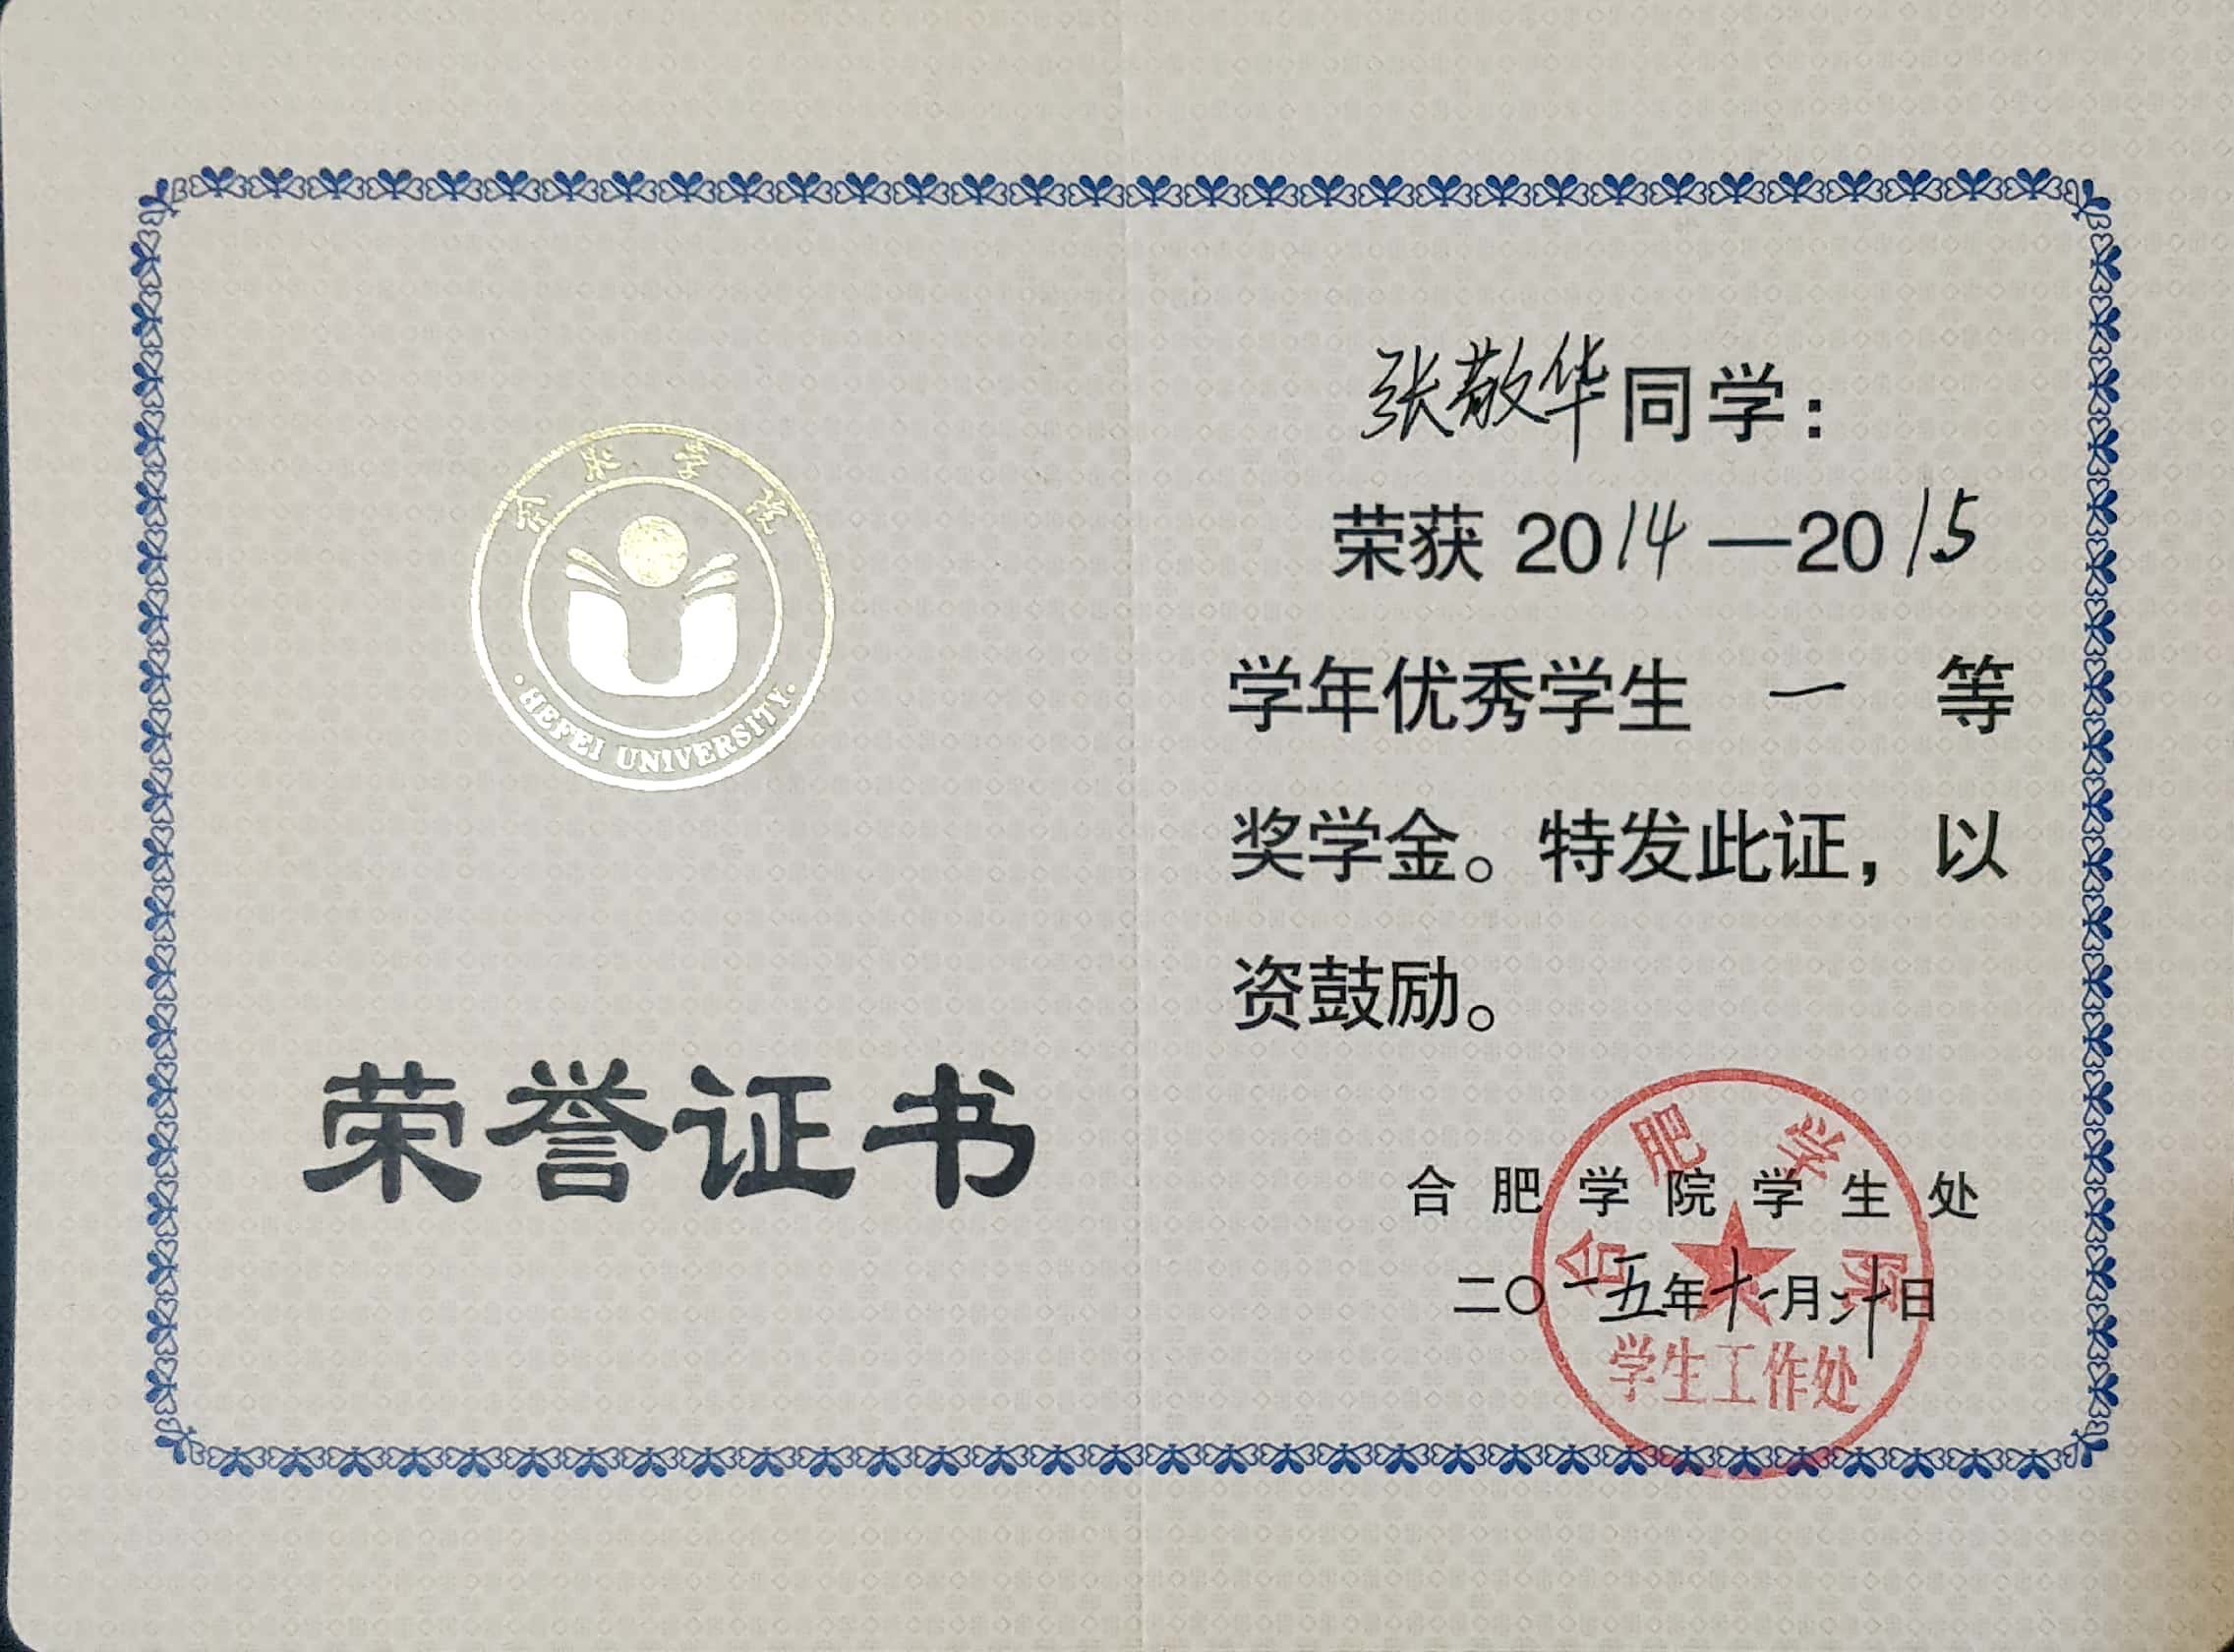 合肥学院
HEFEI UNIVERSITY
荣誉证书
张敬华同学：
荣获 2014—2015
学年优秀学生 一 等
奖学金。特发此证，以
资鼓励。
合肥学院学生处
二〇一五年十一月二十日
合肥学院
学生工作处